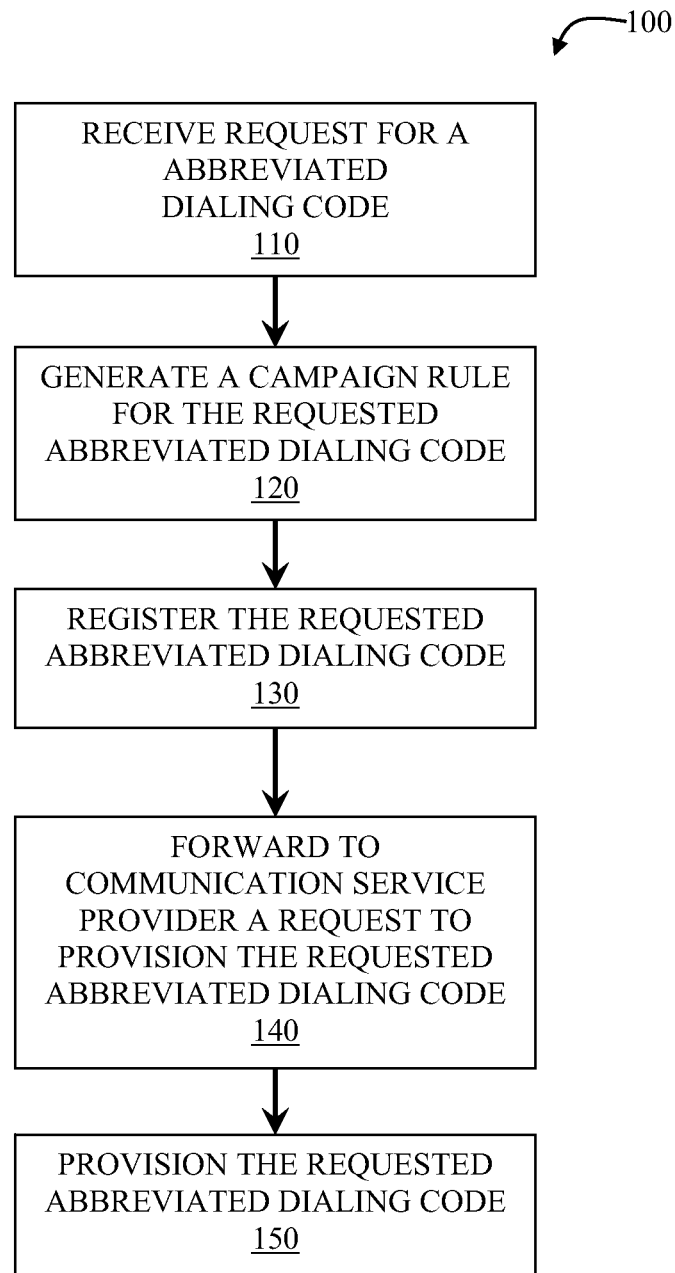 100
RECEIVE REQUEST FOR A
ABBREVIATED
DIALING CODE
110
GENERATE A CAMPAIGN RULE
FOR THE REQUESTED
ABBREVIATED DIALING CODE
120
REGISTER THE REQUESTED
ABBREVIATED DIALING CODE
130
FORWARD TO
COMMUNICATION SERVICE
PROVIDER A REQUEST TO
PROVISION THE REQUESTED
ABBREVIATED DIALING CODE
140
PROVISION THE REQUESTED
ABBREVIATED DIALING CODE
150